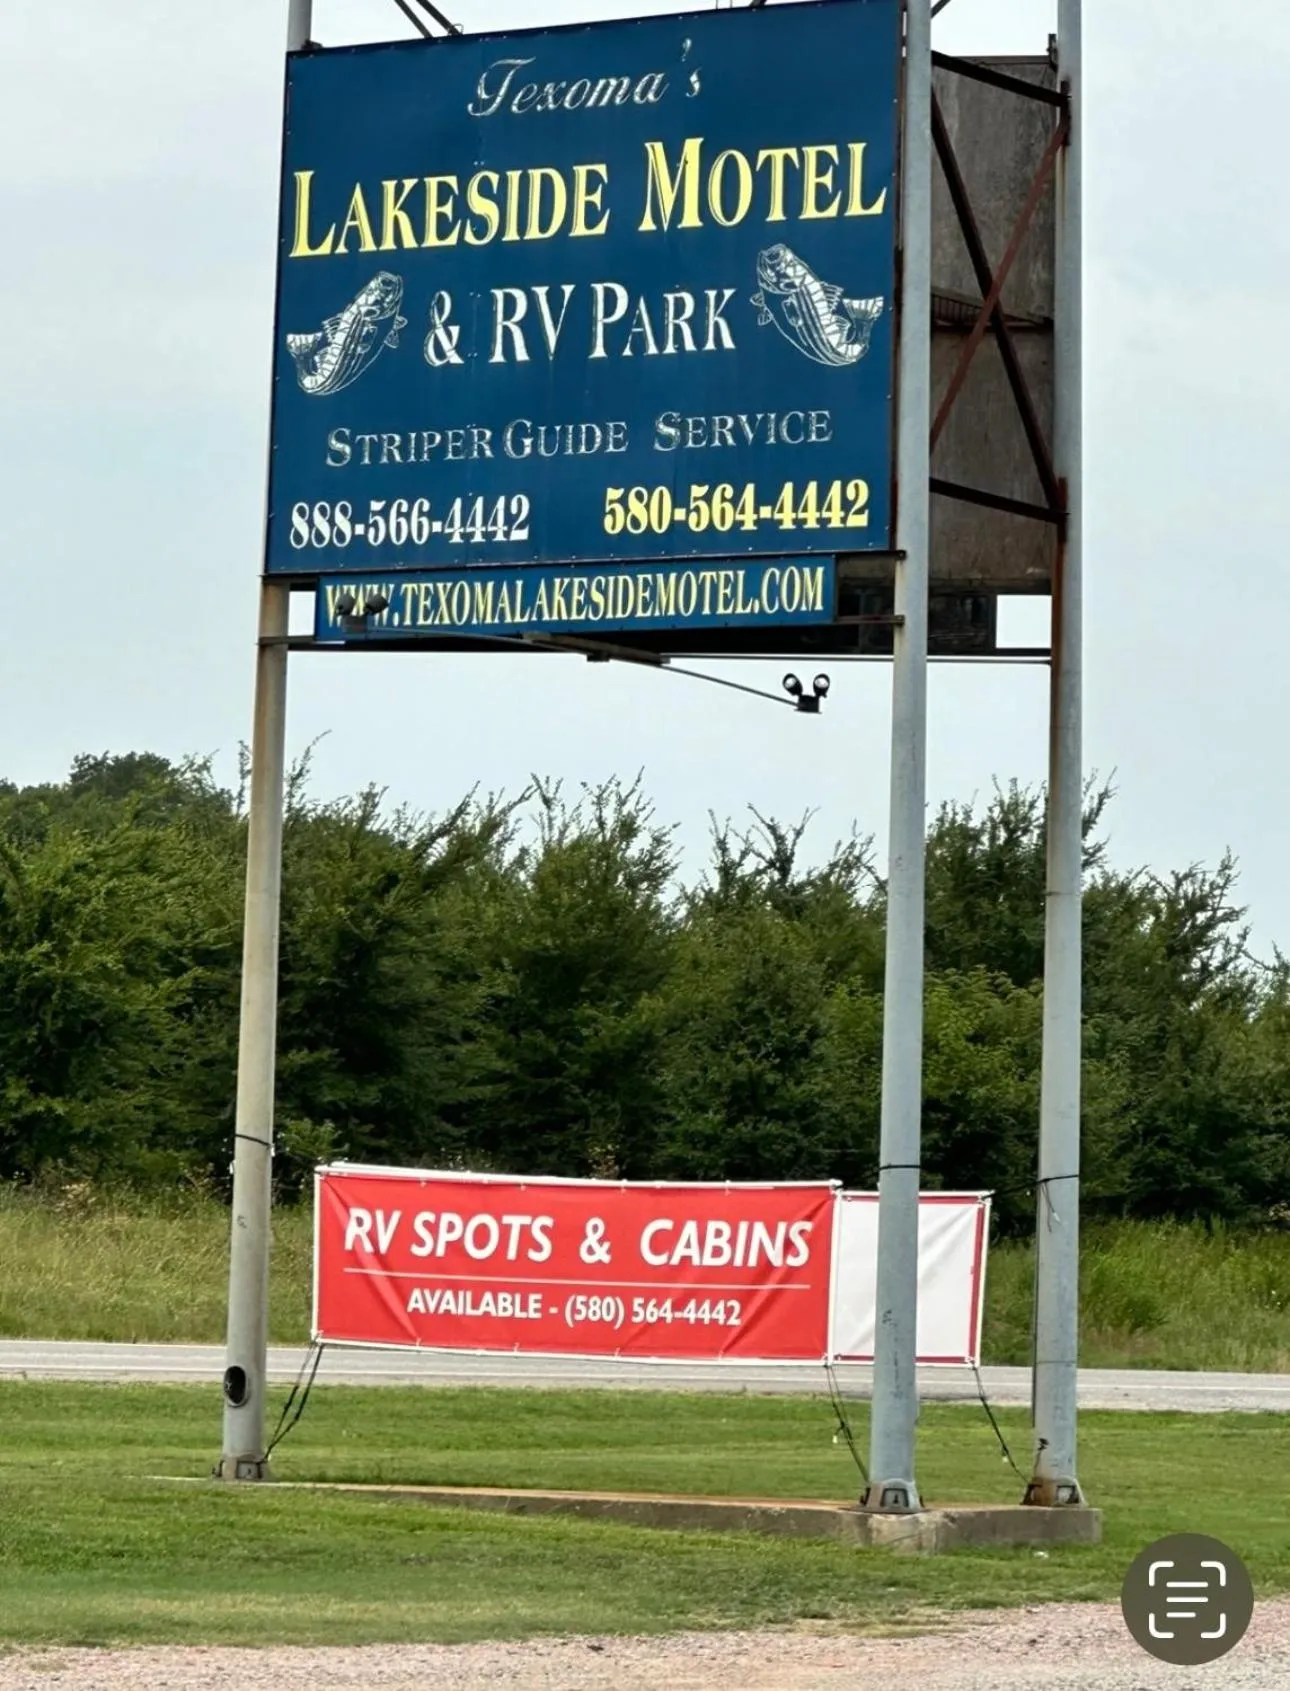 Texoma's
LAKESIDE MOTEL
& RV PARK
STRIPER GUIDE SERVICE
888-566-4442 580-564-4442
WWW.TEXOMALAKESIDEMOTEL.COM
RV SPOTS & CABINS
AVAILABLE - (580) 564-4442